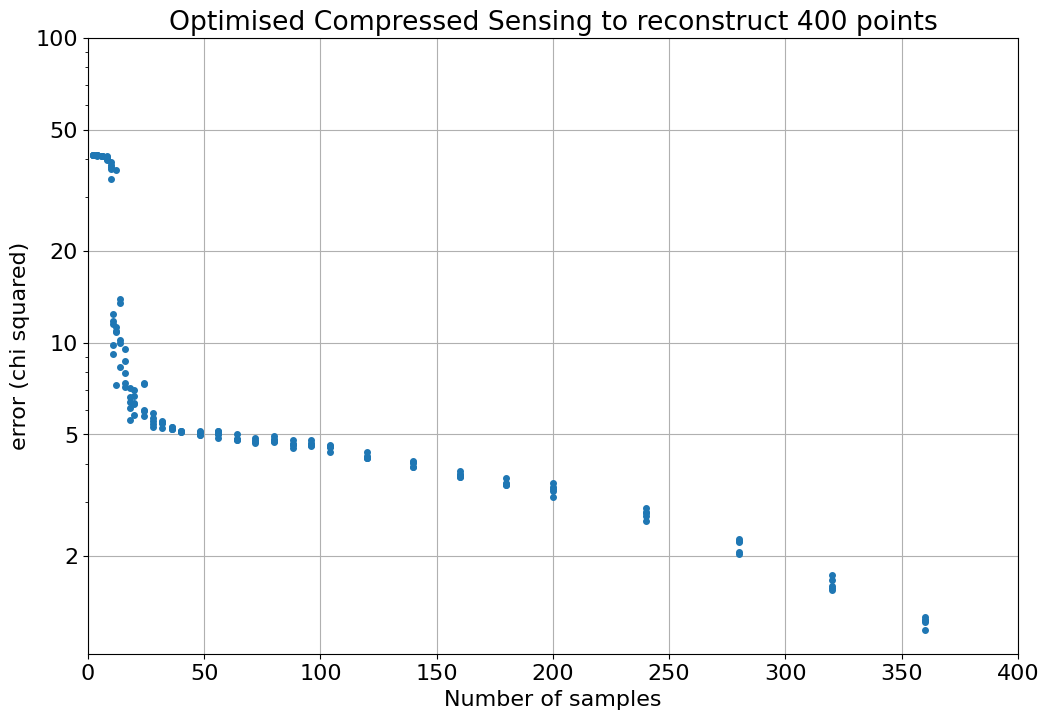 Optimised Compressed Sensing to reconstruct 400 points
100
50
20
10
5
2
error (chi squared)
0 50 100 150 200 250 300 350 400
Number of samples